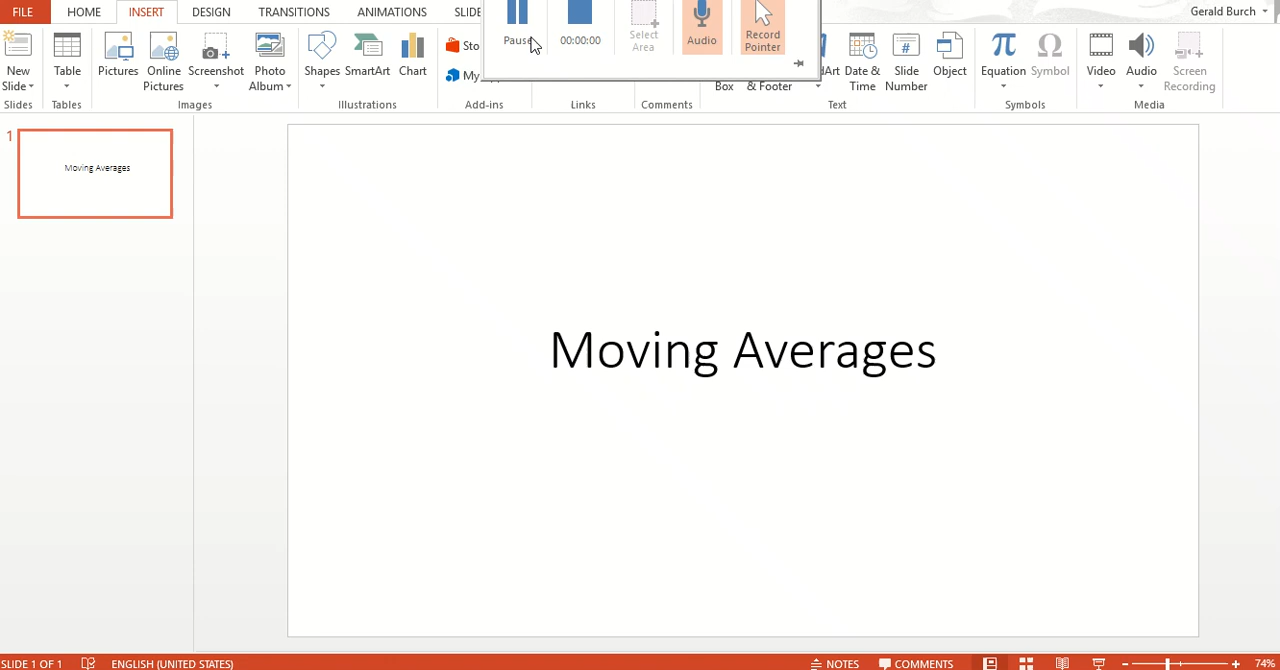 FILE HOME INSERT DESIGN TRANSITIONS ANIMATIONS SLIDE Gerald Burch
Pause 00:00:00 Select Area Audio Record Pointer
New Slide Table Pictures Online Pictures Screenshot Photo Album Shapes SmartArt Chart Sto My Box & Footer Date & Time # Slide Number Object π Equation Ω Symbol Video Audio Screen Recording
Slides Tables Images Illustrations Add-ins Links Comments Text Symbols Media
1
Moving Averages
Moving Averages
SLIDE 1 OF 1 ENGLISH (UNITED STATES) NOTES COMMENTS 74%